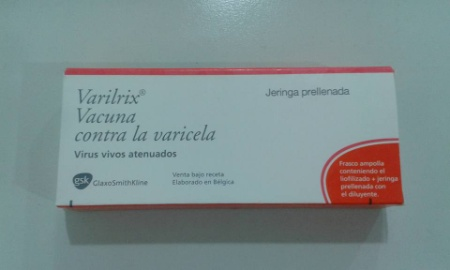 Varilrix®
Jeringa prellenada
Vacuna
contra la varicela
Virus vivos atenuados
Frasco ampolla
conteniendo el
liofilizado + jeringa
prellenada con
el diluyente.
gsk GlaxoSmithKline
Venta bajo receta
Elaborado en Bélgica